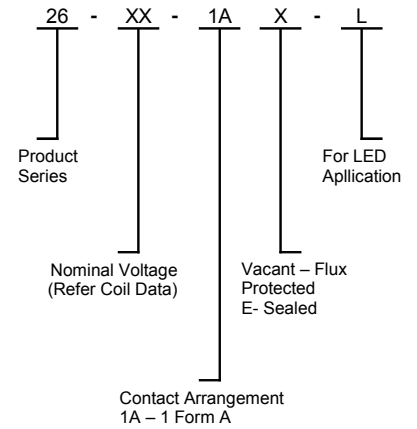 26 - XX - 1A X - L
Product
Series
For LED
Apllication
Nominal Voltage
(Refer Coil Data)
Vacant – Flux
Protected
E- Sealed
Contact Arrangement
1A – 1 Form A